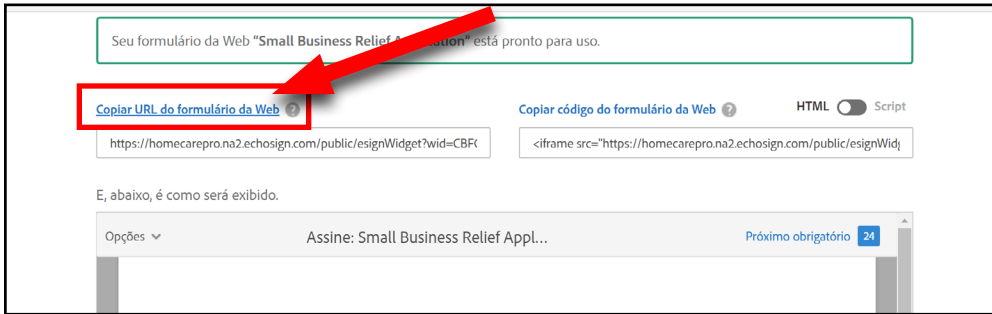 Seu formulário da Web "Small Business Relief Application" está pronto para uso.
Copiar URL do formulário da Web ?
Copiar código do formulário da Web ? HTML Script
https://homecarepro.na2.echosign.com/public/esignWidget?wid=CBF
<iframe src="https://homecarepro.na2.echosign.com/public/esignWid
E, abaixo, é como será exibido.
Opções Assine: Small Business Relief Appl... Próximo obrigatório 24